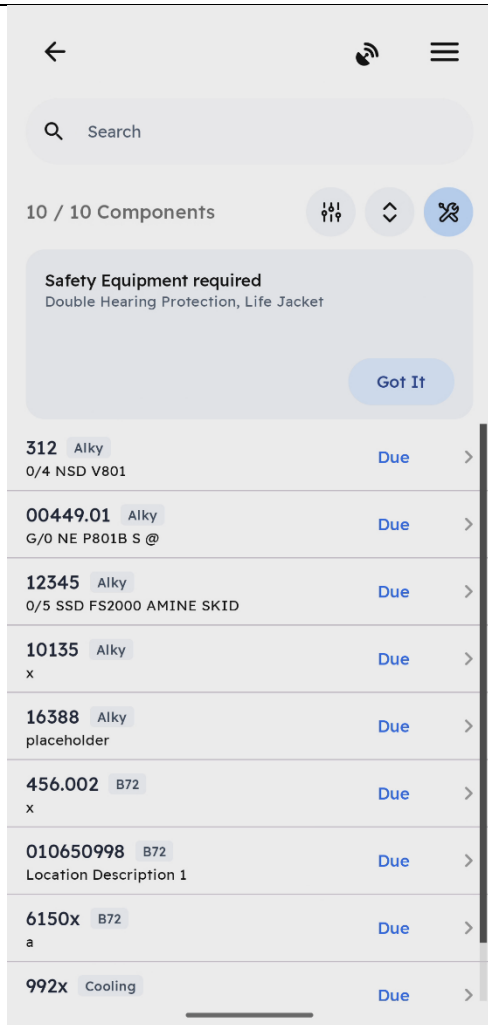 Search
10 / 10 Components
Safety Equipment required
Double Hearing Protection, Life Jacket
Got It
312 Alky
Due
0/4 NSD V801
00449.01 Alky
Due
G/0 NE P801B S @
12345 Alky
Due
0/5 SSD FS2000 AMINE SKID
10135 Alky
Due
x
16388 Alky
Due
placeholder
456.002 B72
Due
x
010650998 B72
Due
Location Description 1
6150x B72
Due
a
992x Cooling
Due